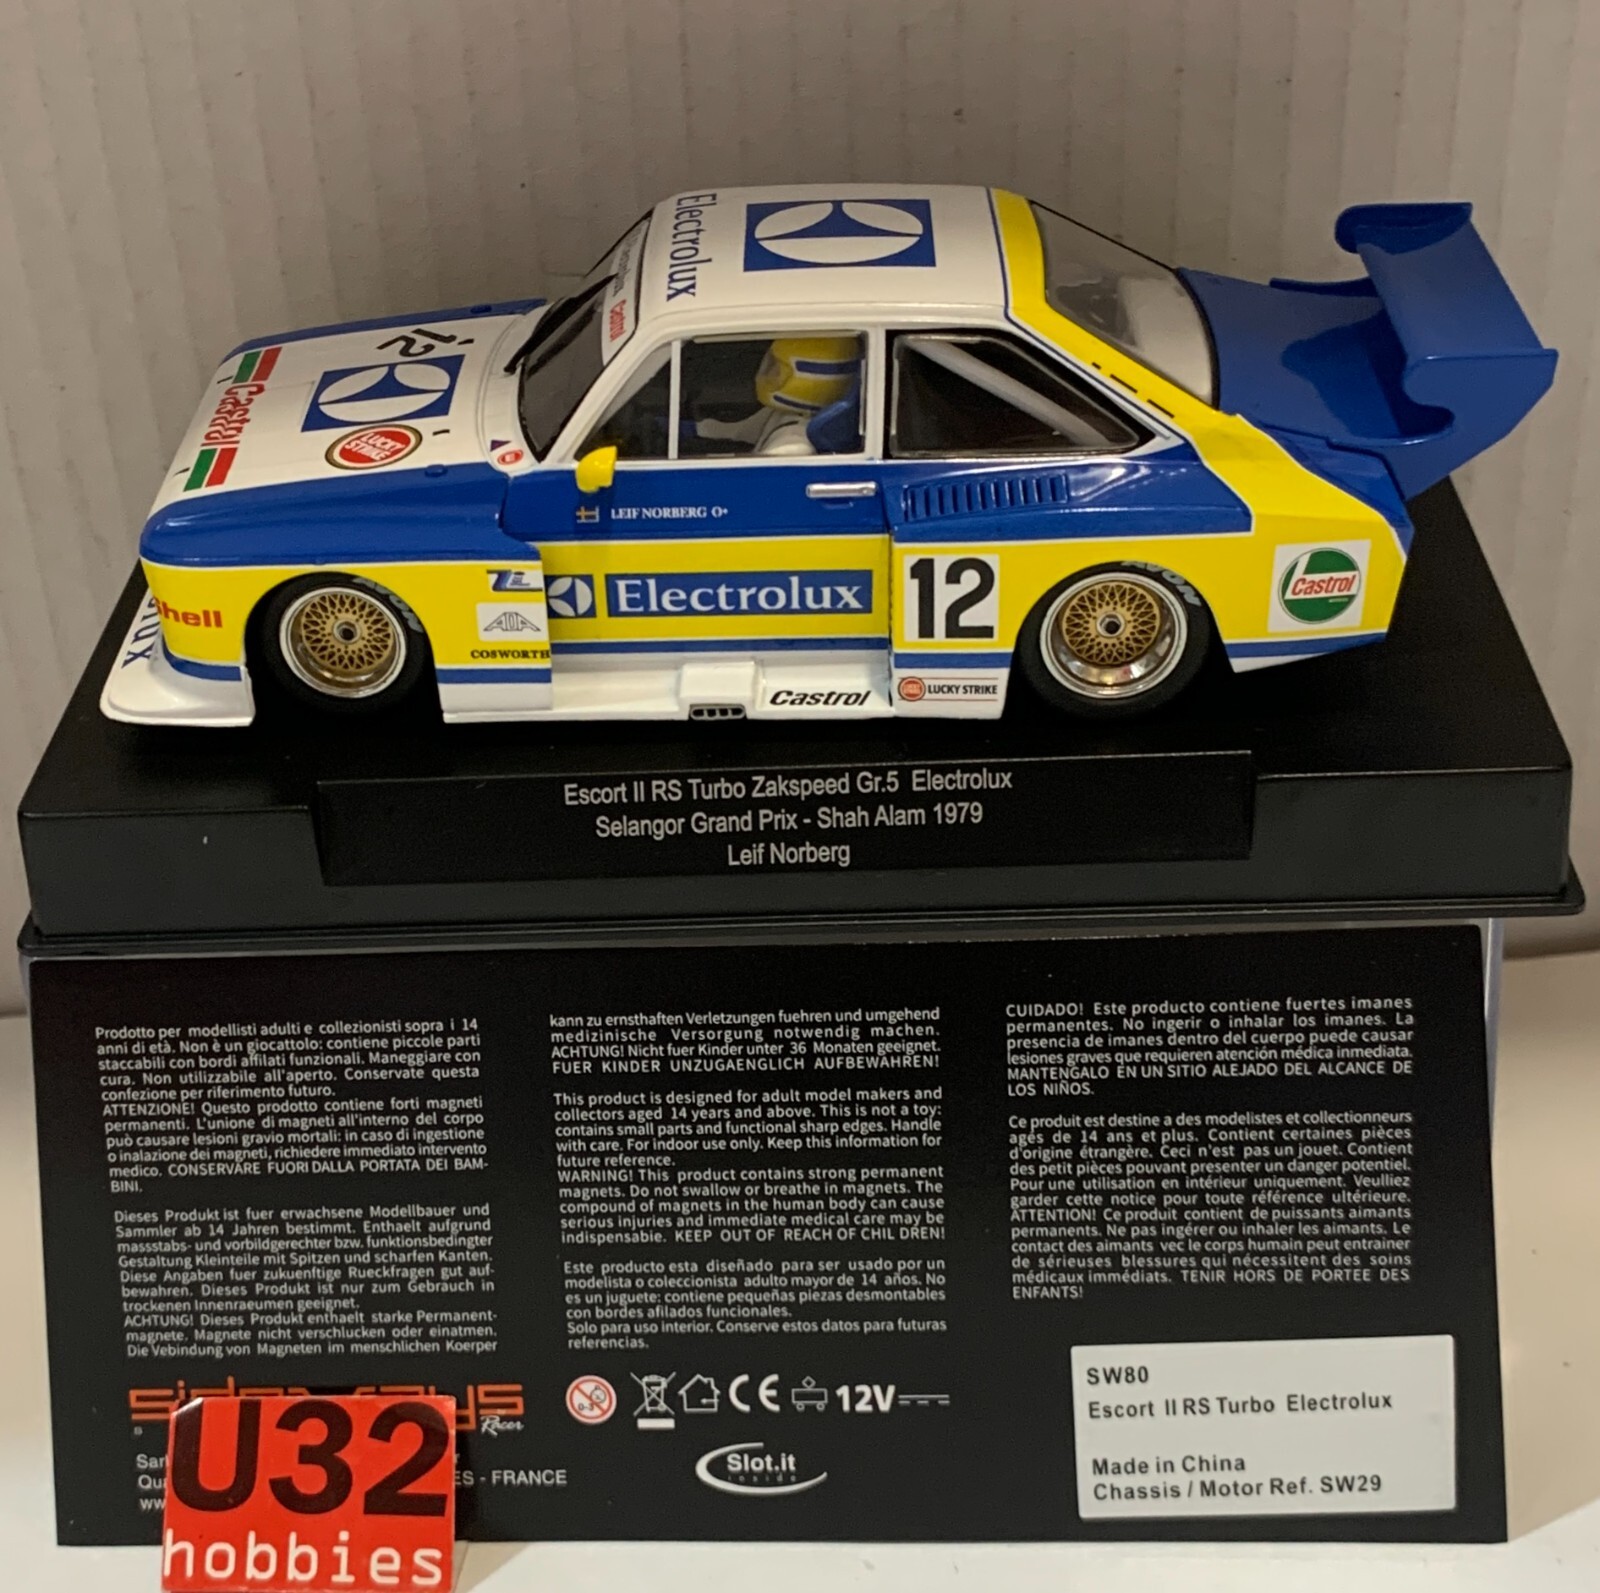 Electrolux
Castrol
12
Castrol
LUCKY
STRIKE
LEIF NORBERG O+
Electrolux
12
Castrol
Shell
COSWORTH
AVON
AVON
Castrol
LUCKY STRIKE
Escort II RS Turbo Zakspeed Gr.5 Electrolux
Selangor Grand Prix - Shah Alam 1979
Leif Norberg
Prodotto per modellisti adulti e collezionisti sopra i 14
anni di età. Non è un giocattolo: contiene piccole parti
staccabili con bordi affilati funzionali. Maneggiare con
cura. Non utilizzabile all'aperto. Conservate questa
confezione per riferimento futuro.
ATTENZIONE! Questo prodotto contiene forti magneti
permanenti. L'unione di magneti all'interno del corpo
può causare lesioni gravio mortali: in caso di ingestione
o inalazione dei magneti, richiedere immediato intervento
medico. CONSERVARE FUORI DALLA PORTATA DEI BAM-
BINI.
Dieses Produkt ist fuer erwachsene Modellbauer und
Sammler ab 14 Jahren bestimmt. Enthaelt aufgrund
massstabs- und vorbildgerechter bzw. funktionsbedingter
Gestaltung Kleinteile mit Spitzen und scharfen Kanten.
Diese Angaben fuer zukuenftige Rueckfragen gut auf-
bewahren. Dieses Produkt ist nur zum Gebrauch in
trockenen Innenraeumen geeignet.
ACHTUNG! Dieses Produkt enthaelt starke Permanent-
magnete. Magnete nicht verschlucken oder einatmen.
Die Vebindung von Magneten im menschlichen Koerper
kann zu ernsthaften Verletzungen fuehren und umgehend
medizinische Versorgung notwendig machen.
ACHTUNG! Nicht fuer Kinder unter 36 Monaten geeignet.
FUER KINDER UNZUGAENGLICH AUFBEWAHREN!
This product is designed for adult model makers and
collectors aged 14 years and above. This is not a toy:
contains small parts and functional sharp edges. Handle
with care. For indoor use only. Keep this information for
future reference.
WARNING! This product contains strong permanent
magnets. Do not swallow or breathe in magnets. The
compound of magnets in the human body can cause
serious injuries and immediate medical care may be
indispensable. KEEP OUT OF REACH OF CHIL DREN!
Este producto esta diseñado para ser usado por un
modelista o coleccionista adulto mayor de 14 años. No
es un juguete: contiene pequeñas piezas desmontables
con bordes afilados funcionales.
Solo para uso interior. Conserve estos datos para futuras
referencias.
CUIDADO! Este producto contiene fuertes imanes
permanentes. No ingerir o inhalar los imanes. La
presencia de imanes dentro del cuerpo puede causar
lesiones graves que requieren atención médica inmediata.
MANTENGALO EN UN SITIO ALEJADO DEL ALCANCE DE
LOS NIÑOS.
Ce produit est destine a des modelistes et collectionneurs
agés de 14 ans et plus. Contient certaines pièces
d'origine étrangère. Ceci n'est pas un jouet. Contient
des petit pièces pouvant presenter un danger potentiel.
Pour une utilisation en intérieur uniquement. Veulliez
garder cette notice pour toute référence ultérieure.
ATTENTION! Ce produit contient de puissants aimants
permanents. Ne pas ingérer ou inhaler les aimants. Le
contact des aimants vec le corps humain peut entrainer
de sérieuses blessures qui nécessitent des soins
médicaux immédiats. TENIR HORS DE PORTEE DES
ENFANTS!
sideways
Racer
0-3
CE
12V
Slot.it
inside
ES - FRANCE
SW80
Escort II RS Turbo Electrolux
Made in China
Chassis / Motor Ref. SW29
U32
hobbies